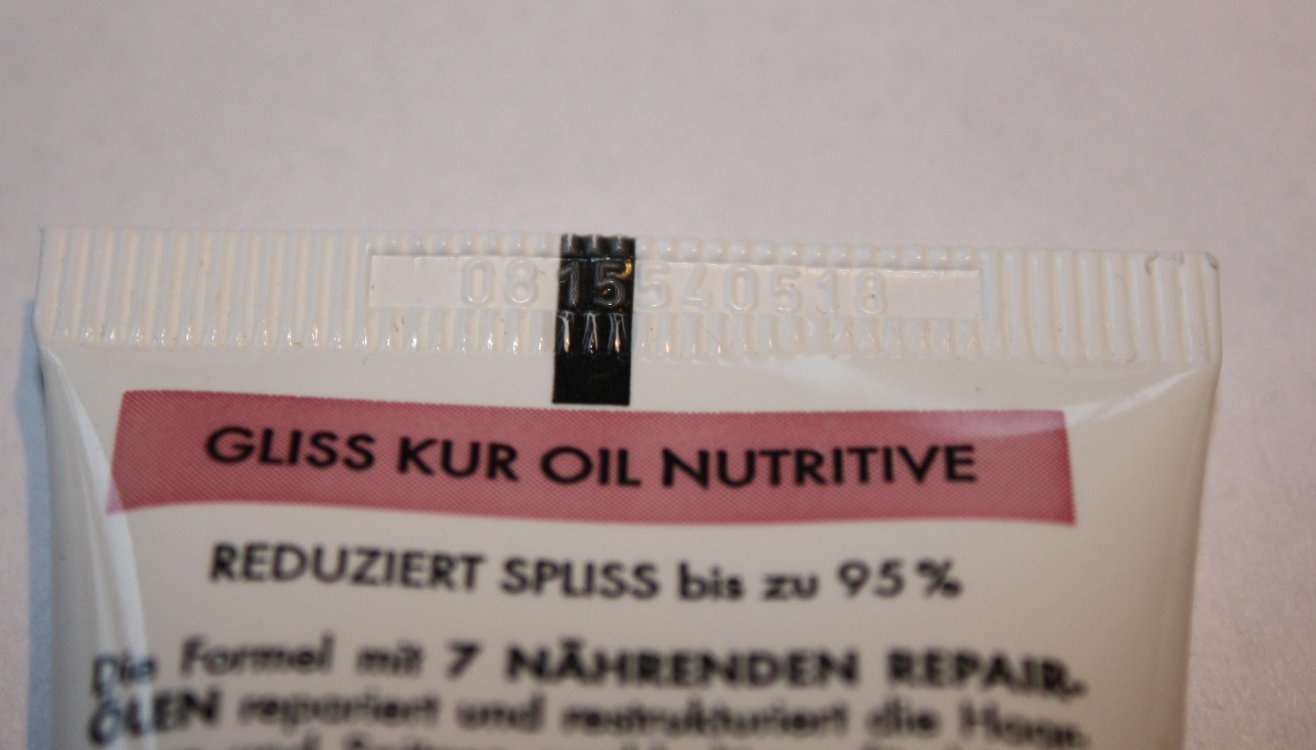 0815540518
GLISS KUR OIL NUTRITIVE
REDUZIERT SPLISS bis zu 95 %
Die Formel mit 7 NÄHRENDEN REPAIR-
ÖLEN repariert und restrukturiert die Haare.